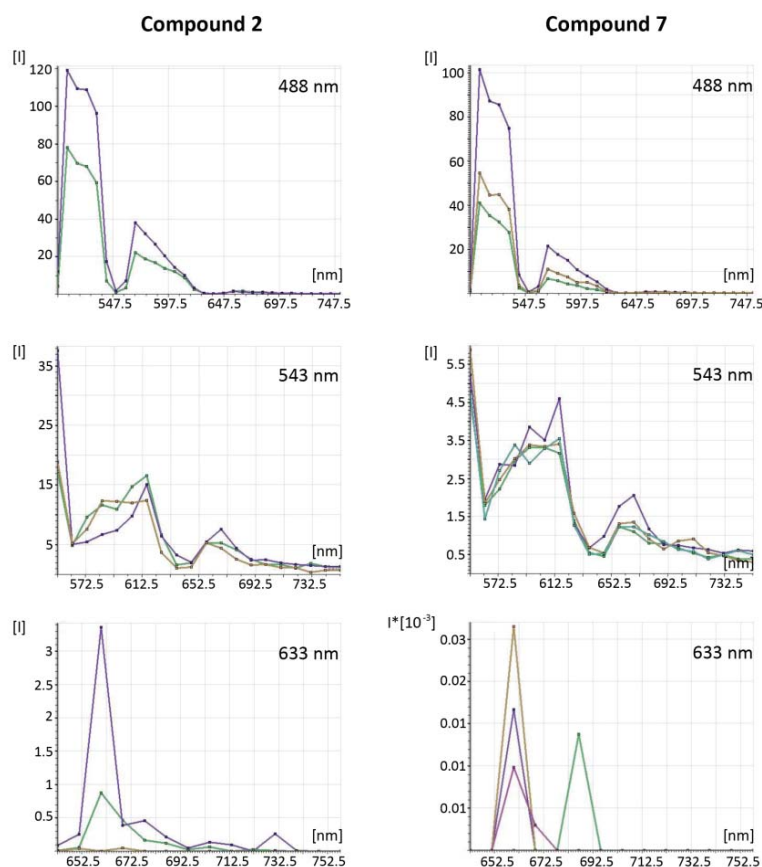 Compound 2
Compound 7
[I]
488 nm
120
100
80
60
40
20
[nm]
547.5 597.5 647.5 697.5 747.5
[I]
488 nm
100
80
60
40
20
[nm]
547.5 597.5 647.5 697.5 747.5
[I]
543 nm
35
25
15
5
[nm]
572.5 612.5 652.5 692.5 732.5
[I]
543 nm
5.5
4.5
3.5
2.5
1.5
0.5
[nm]
572.5 612.5 652.5 692.5 732.5
[I]
633 nm
3
2.5
2
1.5
1
0.5
[nm]
652.5 672.5 692.5 712.5 732.5 752.5
I*[10⁻³]
633 nm
0.03
0.02
0.01
0.01
0.01
[nm]
652.5 672.5 692.5 712.5 732.5 752.5